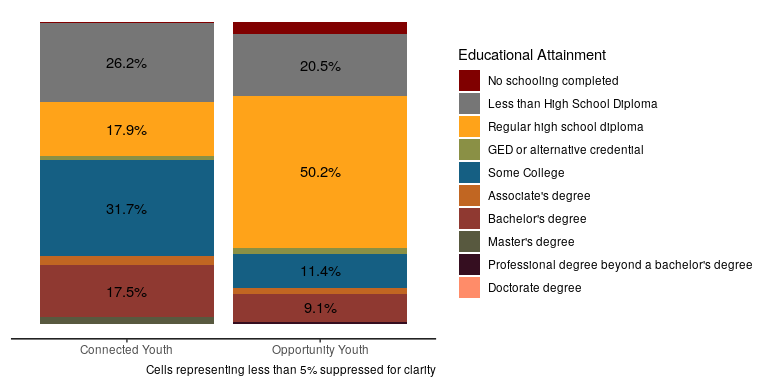 26.2%
17.9%
31.7%
17.5%
20.5%
50.2%
11.4%
9.1%
Connected Youth
Opportunity Youth
Cells representing less than 5% suppressed for clarity
Educational Attainment
No schooling completed
Less than High School Diploma
Regular high school diploma
GED or alternative credential
Some College
Associate's degree
Bachelor's degree
Master's degree
Professional degree beyond a bachelor's degree
Doctorate degree